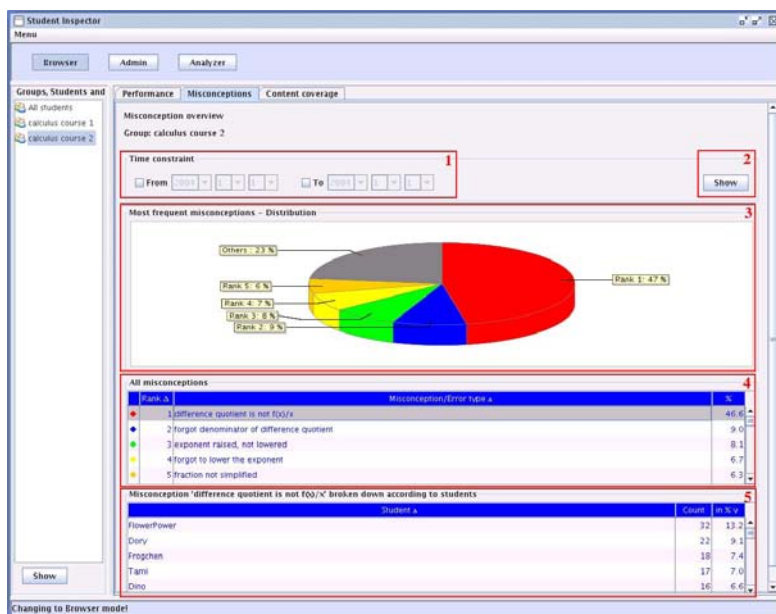 Student Inspector
Menu
Browser Admin Analyzer
Groups, Students and
All students
calculus course 1
calculus course 2
Show
Performance Misconceptions Content coverage
Misconception overview
Group: calculus course 2
Time constraint 1
From 2004 1 1 To 2004 1 1
2
Show
Most frequent misconceptions - Distribution 3
Others : 23 %
Rank 1: 47 %
Rank 5: 6 %
Rank 4: 7 %
Rank 3: 8 %
Rank 2: 9 %
All misconceptions 4
Rank Misconception/Error type %
1 difference quotient is not f(x)/x 46.6
2 forgot denominator of difference quotient 9.0
3 exponent raised, not lowered 8.1
4 forgot to lower the exponent 6.7
5 fraction not simplified 6.3
Misconception 'difference quotient is not f(x)/x' broken down according to students 5
Student Count in %
FlowerPower 32 13.2
Dory 22 9.1
Frogchen 18 7.4
Tami 17 7.0
Dino 16 6.6
Changing to Browser mode!